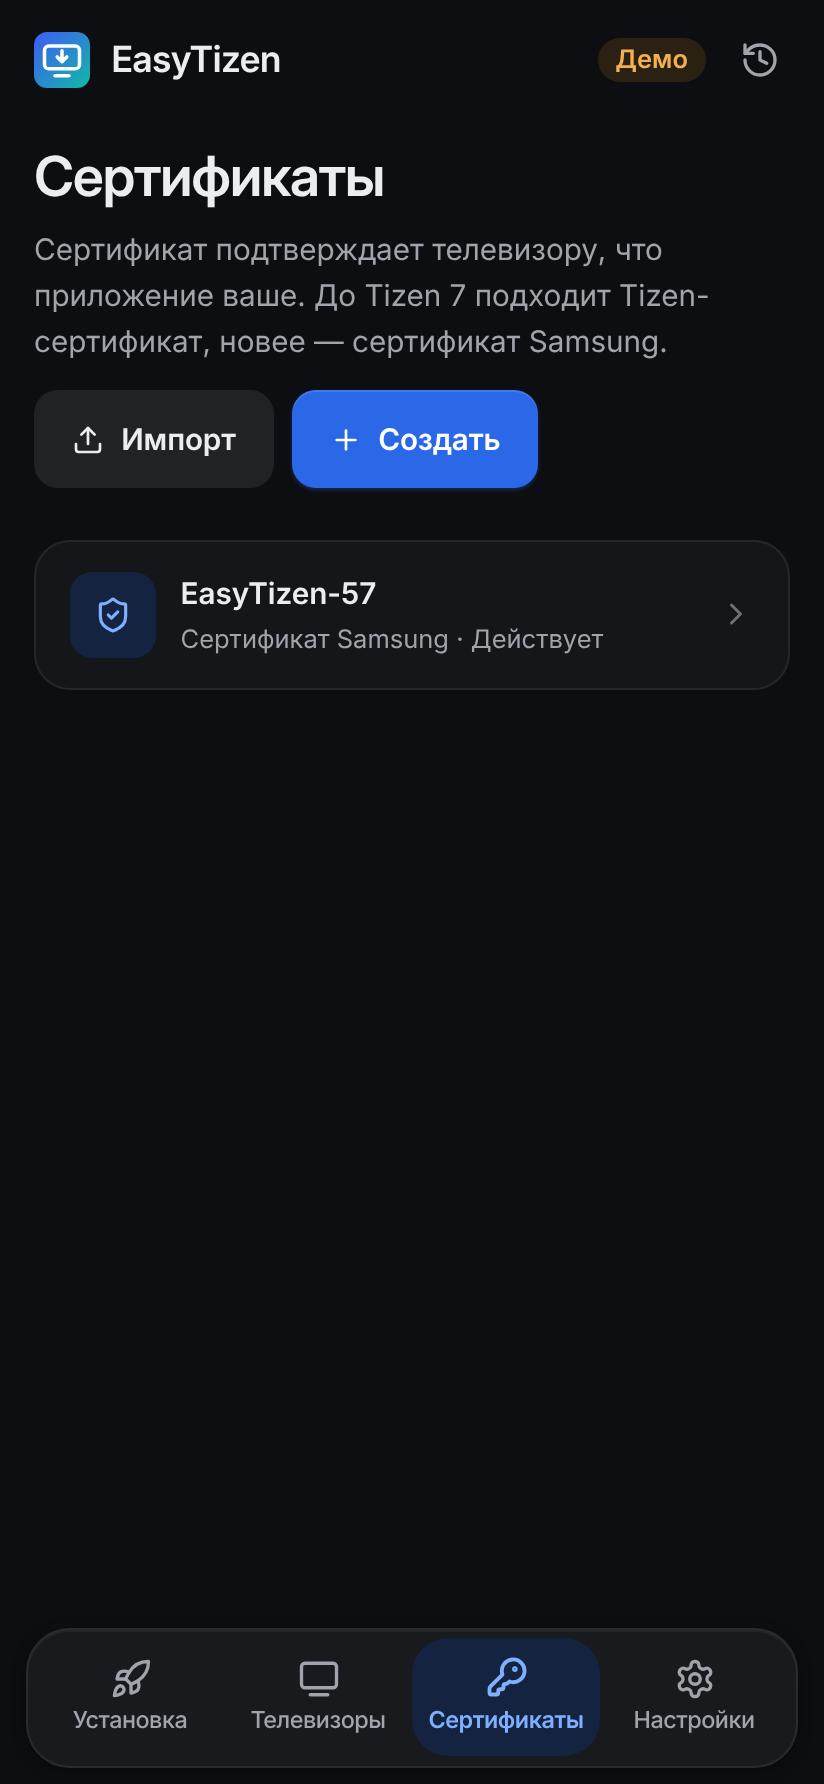 EasyTizen
Демо
Сертификаты
Сертификат подтверждает телевизору, что
приложение ваше. До Tizen 7 подходит Tizen-
сертификат, новее — сертификат Samsung.
Импорт
Создать
EasyTizen-57
Сертификат Samsung · Действует
Установка
Телевизоры
Сертификаты
Настройки